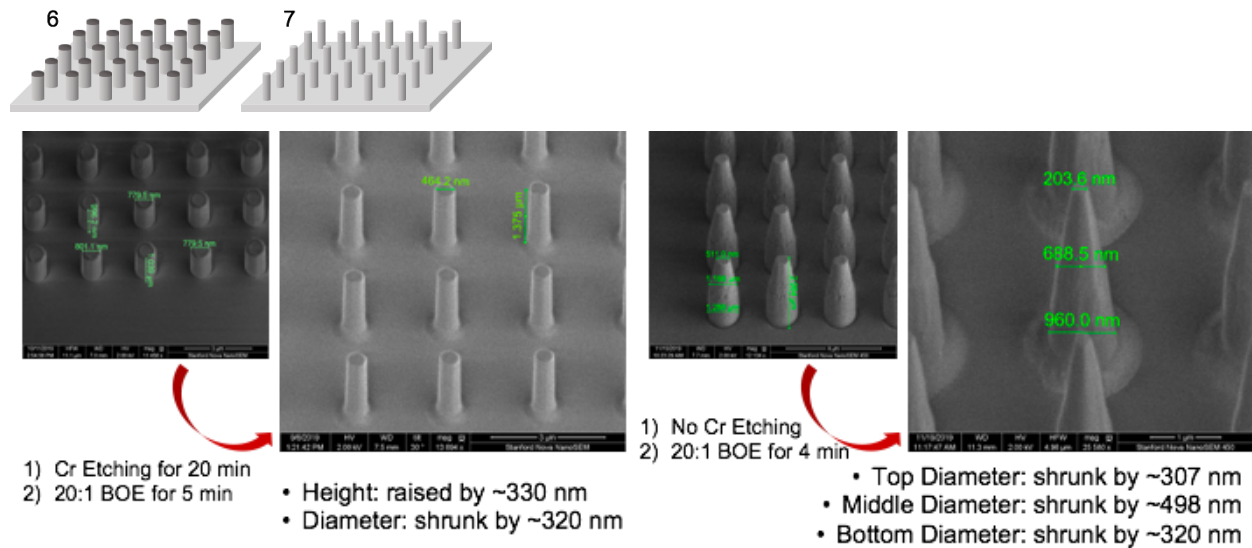 6
7
779.5 nm
801.1 nm
779.5 nm
464.2 nm
1.375 µm
Stanford Nova NanoSEM
203.6 nm
688.5 nm
960.0 nm
1) Cr Etching for 20 min
2) 20:1 BOE for 5 min
• Height: raised by ~330 nm
• Diameter: shrunk by ~320 nm
1) No Cr Etching
2) 20:1 BOE for 4 min
• Top Diameter: shrunk by ~307 nm
• Middle Diameter: shrunk by ~498 nm
• Bottom Diameter: shrunk by ~320 nm